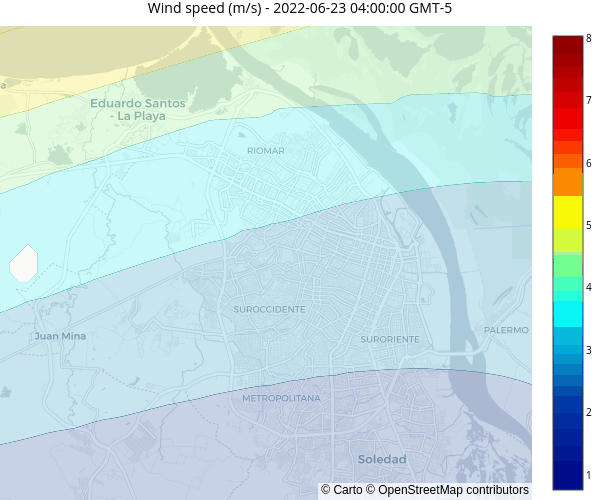 Wind speed (m/s) - 2022-06-23 04:00:00 GMT-5
a
Eduardo Santos
- La Playa
RIOMAR
SUROCCIDENTE
Juan Mina
SURORIENTE
PALERMO
METROPOLITANA
Soledad
© Carto © OpenStreetMap contributors
8
7
6
5
4
3
2
1